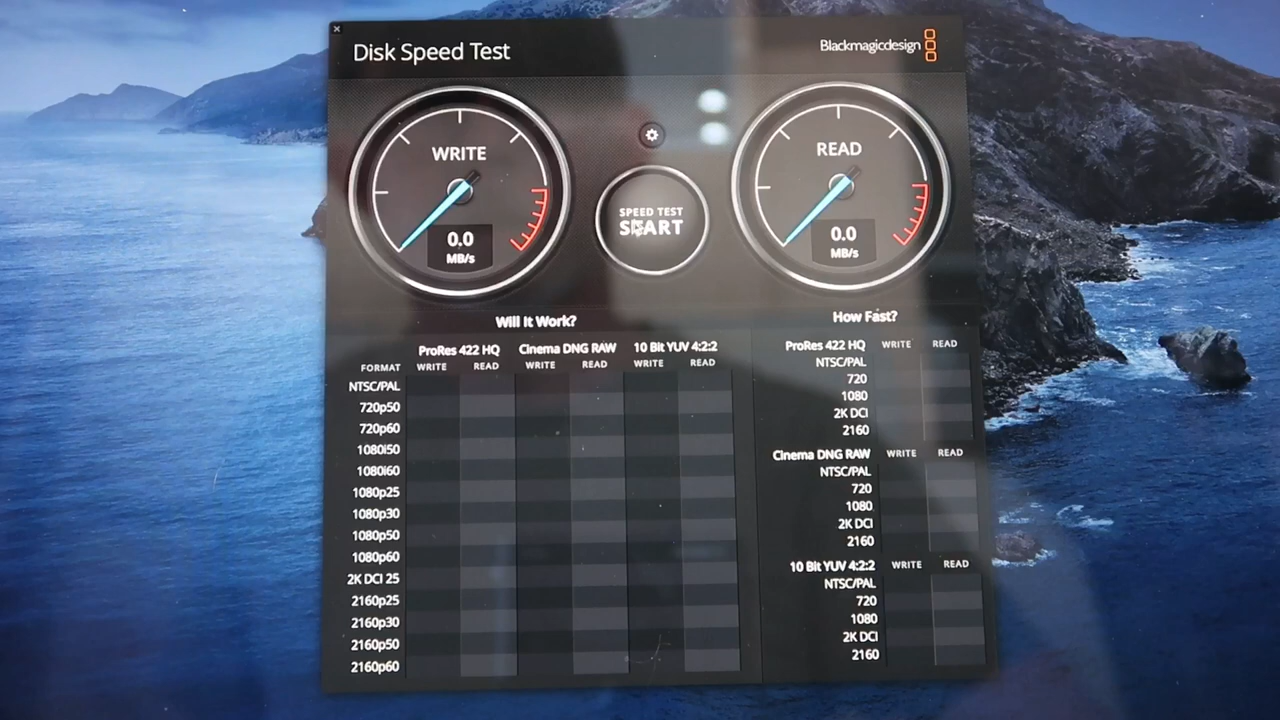 Disk Speed Test
Blackmagicdesign
WRITE
0.0
MB/s
SPEED TEST
START
READ
0.0
MB/s
Will It Work?
ProRes 422 HQ Cinema DNG RAW 10 Bit YUV 4:2:2
FORMAT WRITE READ WRITE READ WRITE READ
NTSC/PAL
720p50
720p60
1080i50
1080i60
1080p25
1080p30
1080p50
1080p60
2K DCI 25
2160p25
2160p30
2160p50
2160p60
How Fast?
ProRes 422 HQ WRITE READ
NTSC/PAL
720
1080
2K DCI
2160
Cinema DNG RAW WRITE READ
NTSC/PAL
720
1080
2K DCI
2160
10 Bit YUV 4:2:2 WRITE READ
NTSC/PAL
720
1080
2K DCI
2160